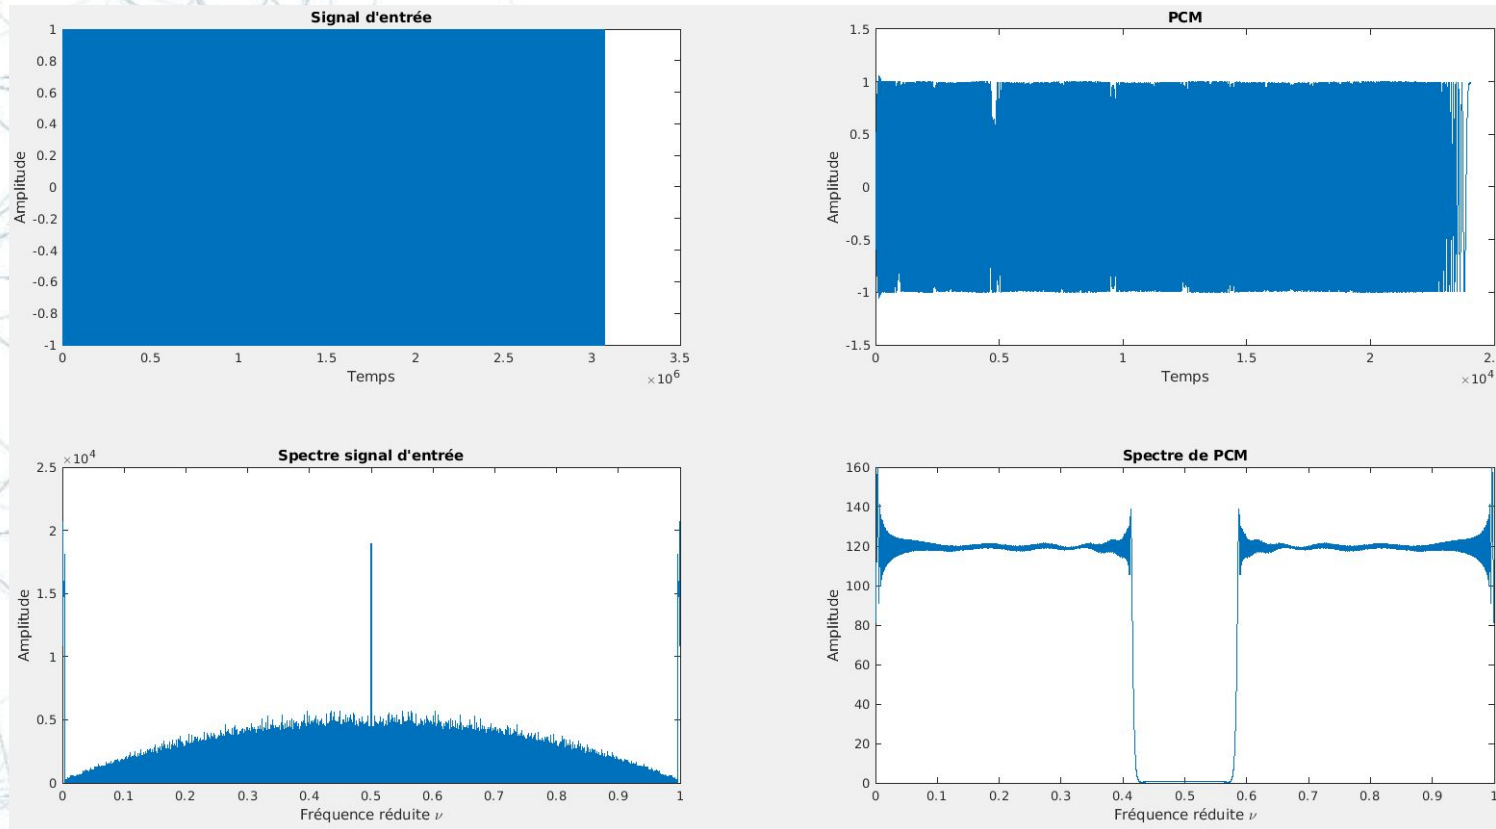 Signal d'entrée
1
0.8
0.6
0.4
0.2
0
-0.2
-0.4
-0.6
-0.8
-1
Amplitude
0 0.5 1 1.5 2 2.5 3 3.5
Temps
×10⁶
PCM
1.5
1
0.5
0
-0.5
-1
-1.5
Amplitude
0 0.5 1 1.5 2 2.
Temps
×10⁴
Spectre signal d'entrée
×10⁴
2.5
2
1.5
1
0.5
0
Amplitude
0 0.1 0.2 0.3 0.4 0.5 0.6 0.7 0.8 0.9 1
Fréquence réduite ν
Spectre de PCM
160
140
120
100
80
60
40
20
0
Amplitude
0 0.1 0.2 0.3 0.4 0.5 0.6 0.7 0.8 0.9 1
Fréquence réduite ν